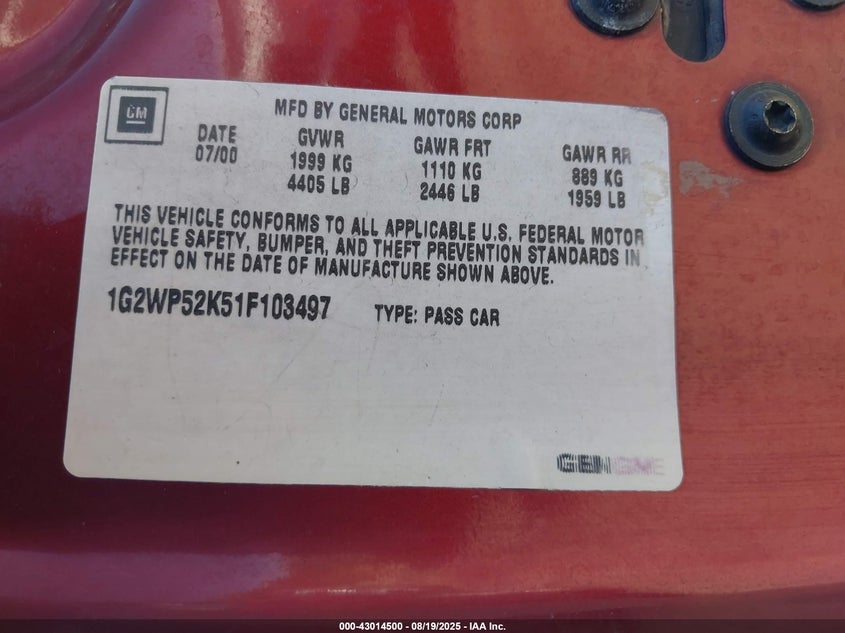 GM
MFD BY GENERAL MOTORS CORP
DATE GVWR GAWR FRT GAWR RR
07/00 1999 KG 1110 KG 889 KG
4405 LB 2446 LB 1959 LB
THIS VEHICLE CONFORMS TO ALL APPLICABLE U.S. FEDERAL MOTOR
VEHICLE SAFETY, BUMPER, AND THEFT PREVENTION STANDARDS IN
EFFECT ON THE DATE OF MANUFACTURE SHOWN ABOVE.
1G2WP52K51F103497 TYPE: PASS CAR
000-43014500 - 08/19/2025 - IAA Inc.